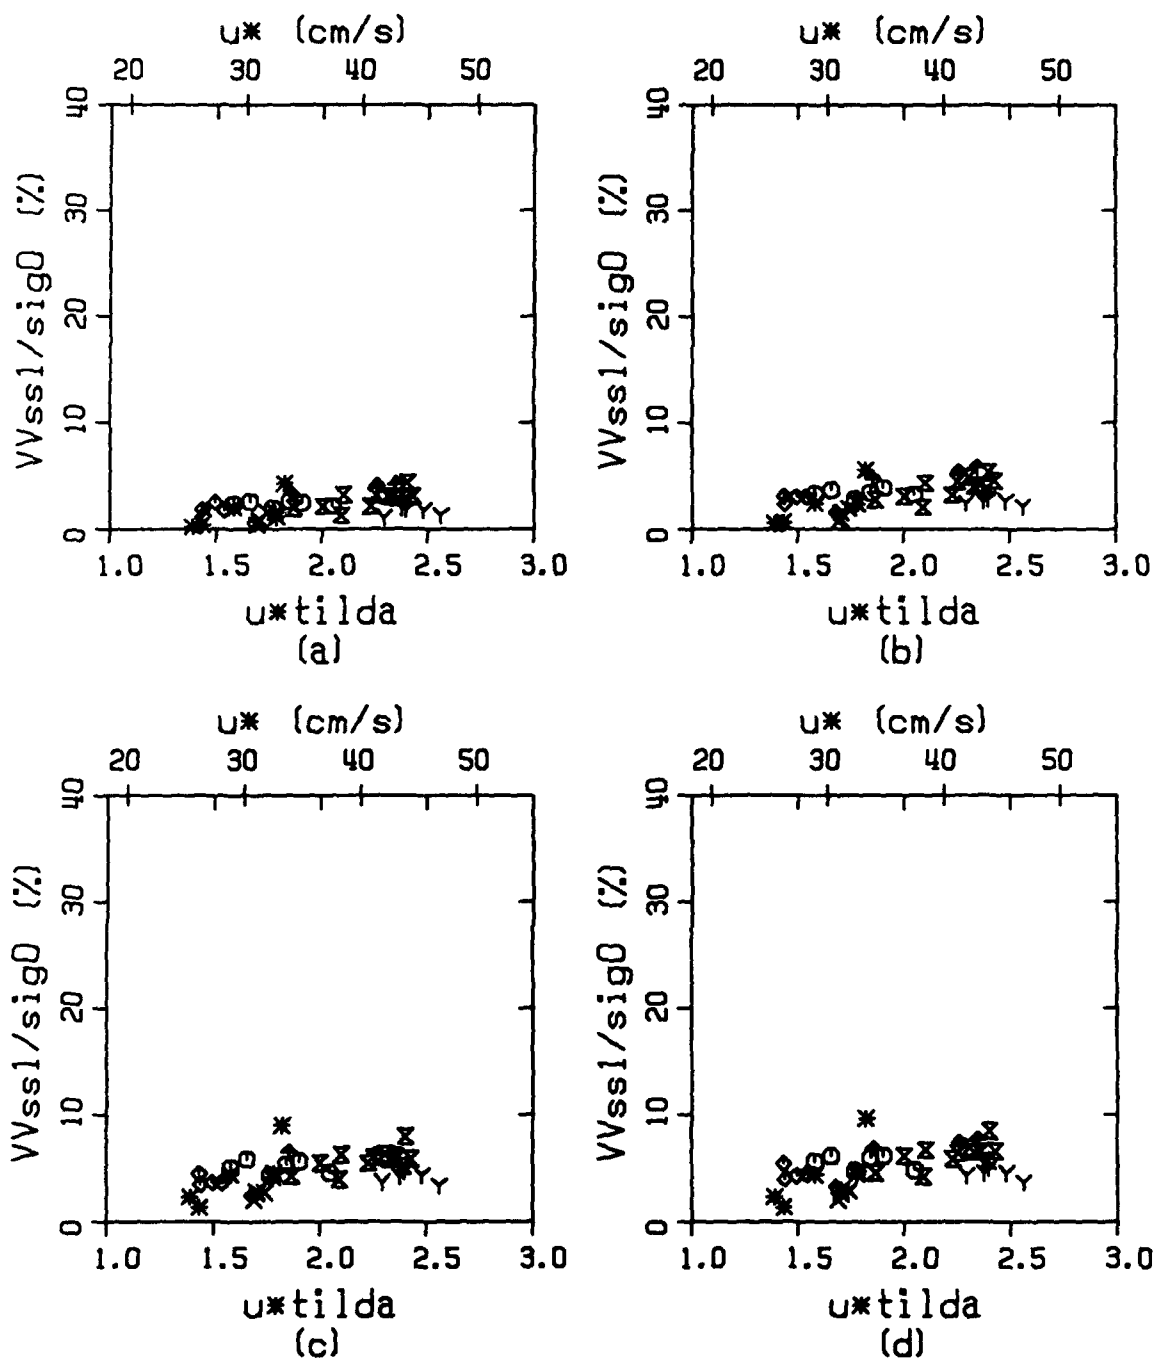 u* (cm/s) u* (cm/s)
20 30 40 50 20 30 40 50
40 40
30 30
VVssl/sig0 (%) VVssl/sig0 (%)
20 20
10 10
0 0
1.0 1.5 2.0 2.5 3.0 1.0 1.5 2.0 2.5 3.0
u*tilda u*tilda
(a) (b)
u* (cm/s) u* (cm/s)
20 30 40 50 20 30 40 50
40 40
30 30
VVssl/sig0 (%) VVssl/sig0 (%)
20 20
10 10
0 0
1.0 1.5 2.0 2.5 3.0 1.0 1.5 2.0 2.5 3.0
u*tilda u*tilda
(c) (d)